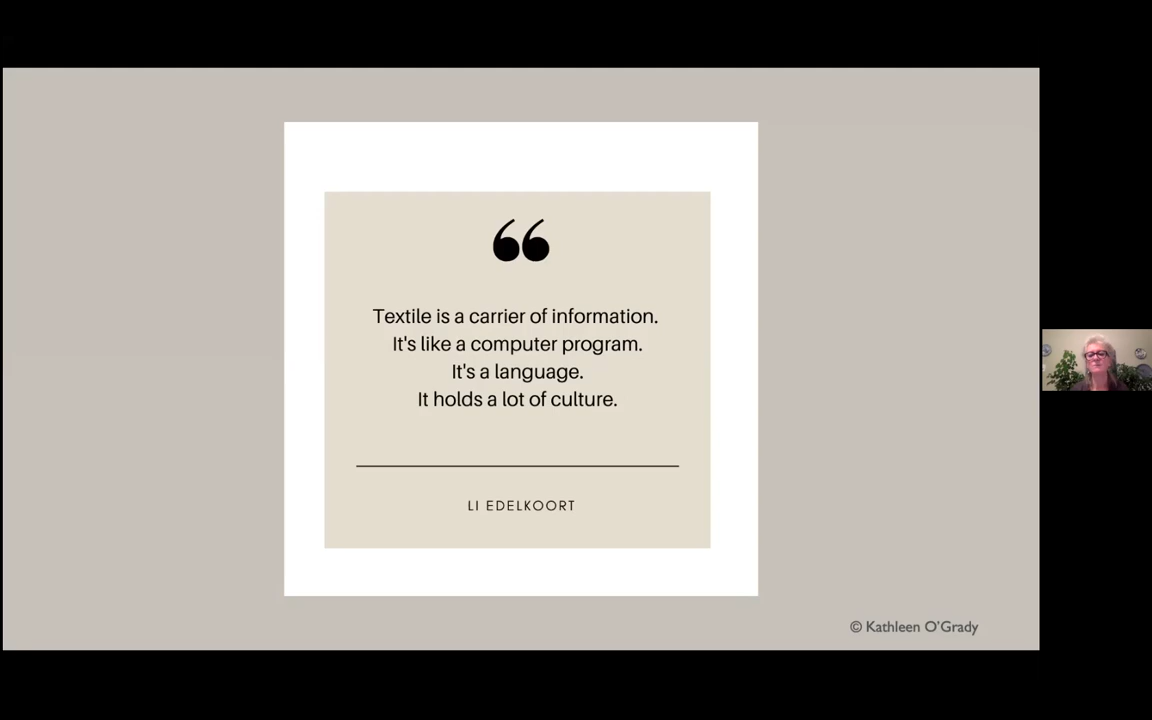 ❝
Textile is a carrier of information.
It's like a computer program.
It's a language.
It holds a lot of culture.
LI EDELKOORT
© Kathleen O'Grady